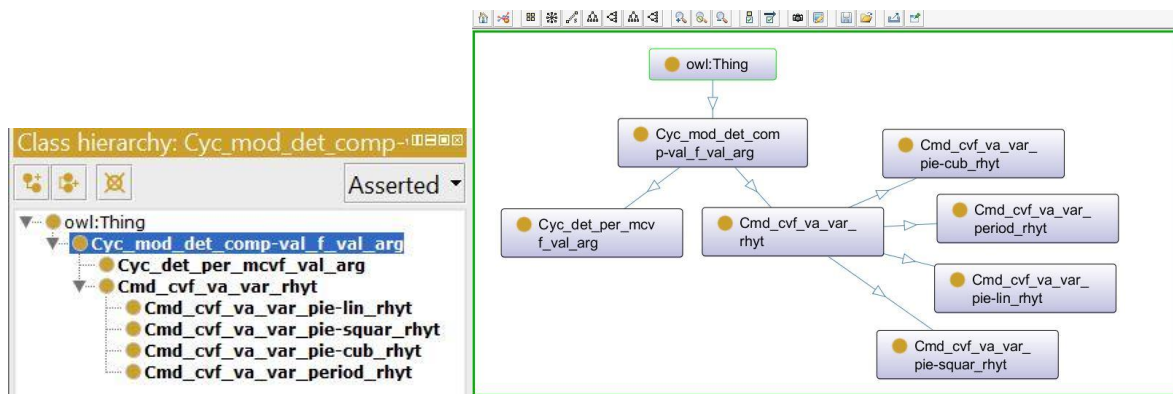 Class hierarchy: Cyc_mod_det_comp-
Asserted
owl:Thing
Cyc_mod_det_comp-val_f_val_arg
Cyc_det_per_mcvf_val_arg
Cmd_cvf_va_var_rhyt
Cmd_cvf_va_var_pie-lin_rhyt
Cmd_cvf_va_var_pie-squar_rhyt
Cmd_cvf_va_var_pie-cub_rhyt
Cmd_cvf_va_var_period_rhyt
owl:Thing
Cyc_mod_det_com
p-val_f_val_arg
Cyc_det_per_mcv
f_val_arg
Cmd_cvf_va_var_
rhyt
Cmd_cvf_va_var_
pie-cub_rhyt
Cmd_cvf_va_var_
period_rhyt
Cmd_cvf_va_var_
pie-lin_rhyt
Cmd_cvf_va_var_
pie-squar_rhyt